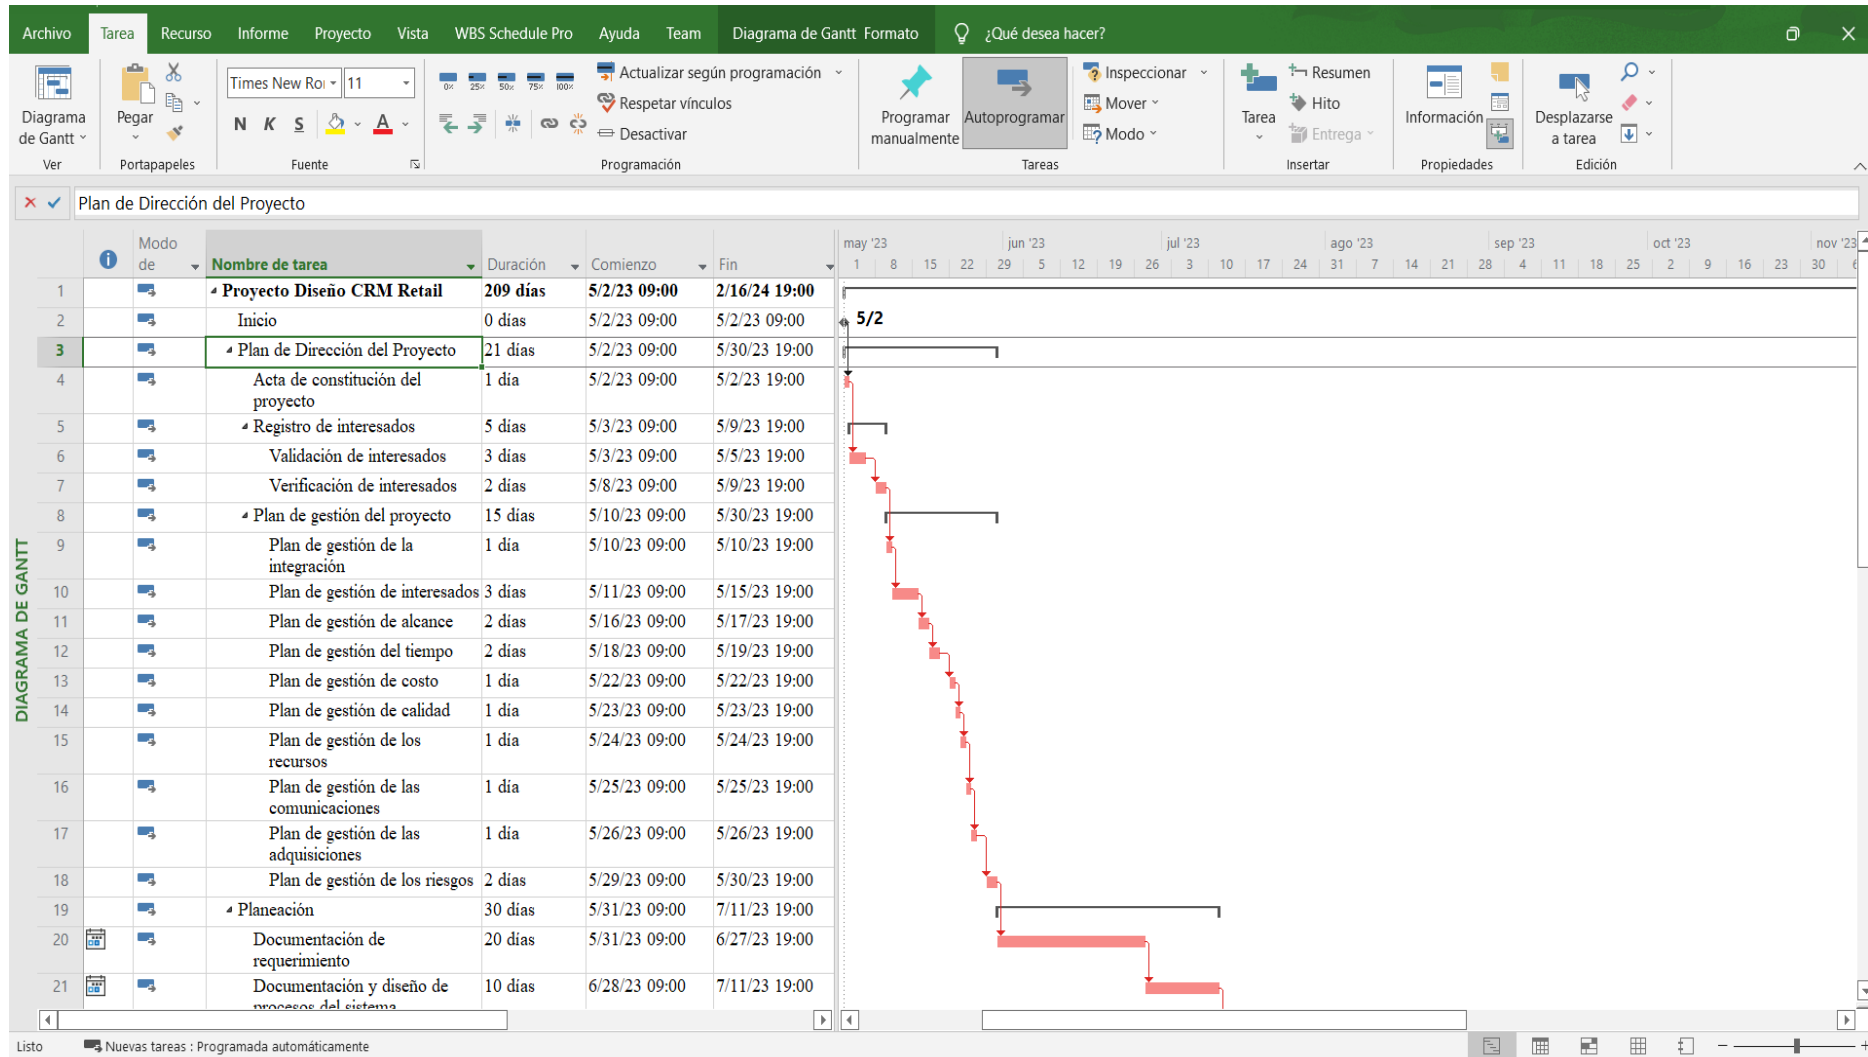 Archivo Tarea Recurso Informe Proyecto Vista WBS Schedule Pro Ayuda Team Diagrama de Gantt Formato ¿Qué desea hacer?
Diagrama de Gantt
Ver
Pegar
Portapapeles
Times New Ro 11
N K S A
Fuente
0% 25% 50% 75% 100%
Actualizar según programación
Respetar vínculos
Desactivar
Programación
Programar manualmente
Autoprogramar
Inspeccionar
Mover
Modo
Tareas
Tarea
Resumen
Hito
Entrega
Insertar
Información
Propiedades
Desplazarse a tarea
Edición
Plan de Dirección del Proyecto
Modo de Nombre de tarea Duración Comienzo Fin
may '23 jun '23 jul '23 ago '23 sep '23 oct '23 nov '23
1 8 15 22 29 5 12 19 26 3 10 17 24 31 7 14 21 28 4 11 18 25 2 9 16 23 30
1 Proyecto Diseño CRM Retail 209 días 5/2/23 09:00 2/16/24 19:00
2 Inicio 0 días 5/2/23 09:00 5/2/23 09:00 5/2
3 Plan de Dirección del Proyecto 21 días 5/2/23 09:00 5/30/23 19:00
4 Acta de constitución del proyecto 1 día 5/2/23 09:00 5/2/23 19:00
5 Registro de interesados 5 días 5/3/23 09:00 5/9/23 19:00
6 Validación de interesados 3 días 5/3/23 09:00 5/5/23 19:00
7 Verificación de interesados 2 días 5/8/23 09:00 5/9/23 19:00
8 Plan de gestión del proyecto 15 días 5/10/23 09:00 5/30/23 19:00
9 Plan de gestión de la integración 1 día 5/10/23 09:00 5/10/23 19:00
10 Plan de gestión de interesados 3 días 5/11/23 09:00 5/15/23 19:00
11 Plan de gestión de alcance 2 días 5/16/23 09:00 5/17/23 19:00
12 Plan de gestión del tiempo 2 días 5/18/23 09:00 5/19/23 19:00
13 Plan de gestión de costo 1 día 5/22/23 09:00 5/22/23 19:00
14 Plan de gestión de calidad 1 día 5/23/23 09:00 5/23/23 19:00
15 Plan de gestión de los recursos 1 día 5/24/23 09:00 5/24/23 19:00
16 Plan de gestión de las comunicaciones 1 día 5/25/23 09:00 5/25/23 19:00
17 Plan de gestión de las adquisiciones 1 día 5/26/23 09:00 5/26/23 19:00
18 Plan de gestión de los riesgos 2 días 5/29/23 09:00 5/30/23 19:00
19 Planeación 30 días 5/31/23 09:00 7/11/23 19:00
20 Documentación de requerimiento 20 días 5/31/23 09:00 6/27/23 19:00
21 Documentación y diseño de procesos del sistema 10 días 6/28/23 09:00 7/11/23 19:00
DIAGRAMA DE GANTT
Listo Nuevas tareas : Programada automáticamente